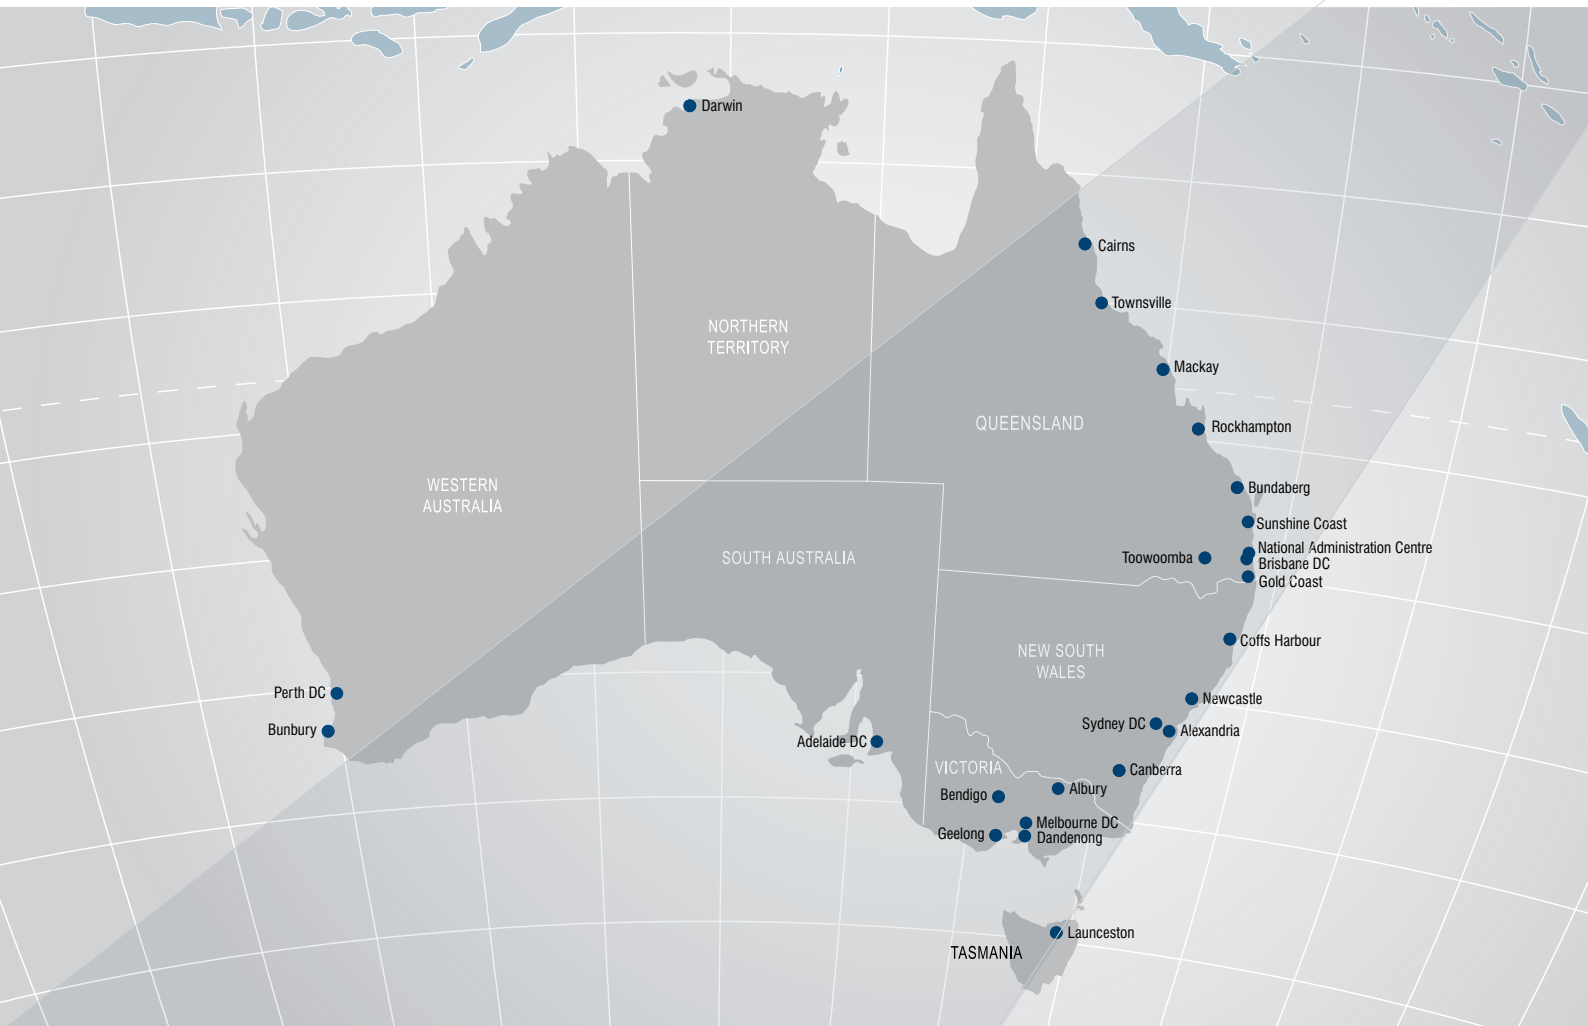 Darwin
Cairns
Townsville
NORTHERN
TERRITORY
Mackay
QUEENSLAND
Rockhampton
WESTERN
AUSTRALIA
Bundaberg
Sunshine Coast
SOUTH AUSTRALIA
Toowoomba
National Administration Centre
Brisbane DC
Gold Coast
Coffs Harbour
NEW SOUTH
WALES
Perth DC
Newcastle
Bunbury
Sydney DC
Alexandria
Adelaide DC
VICTORIA
Canberra
Bendigo
Albury
Melbourne DC
Geelong
Dandenong
Launceston
TASMANIA